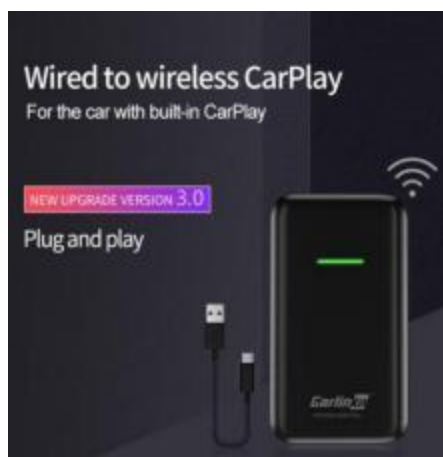 Wired to wireless CarPlay
For the car with built-in CarPlay
NEW UPGRADE VERSION 3.0
Plug and play